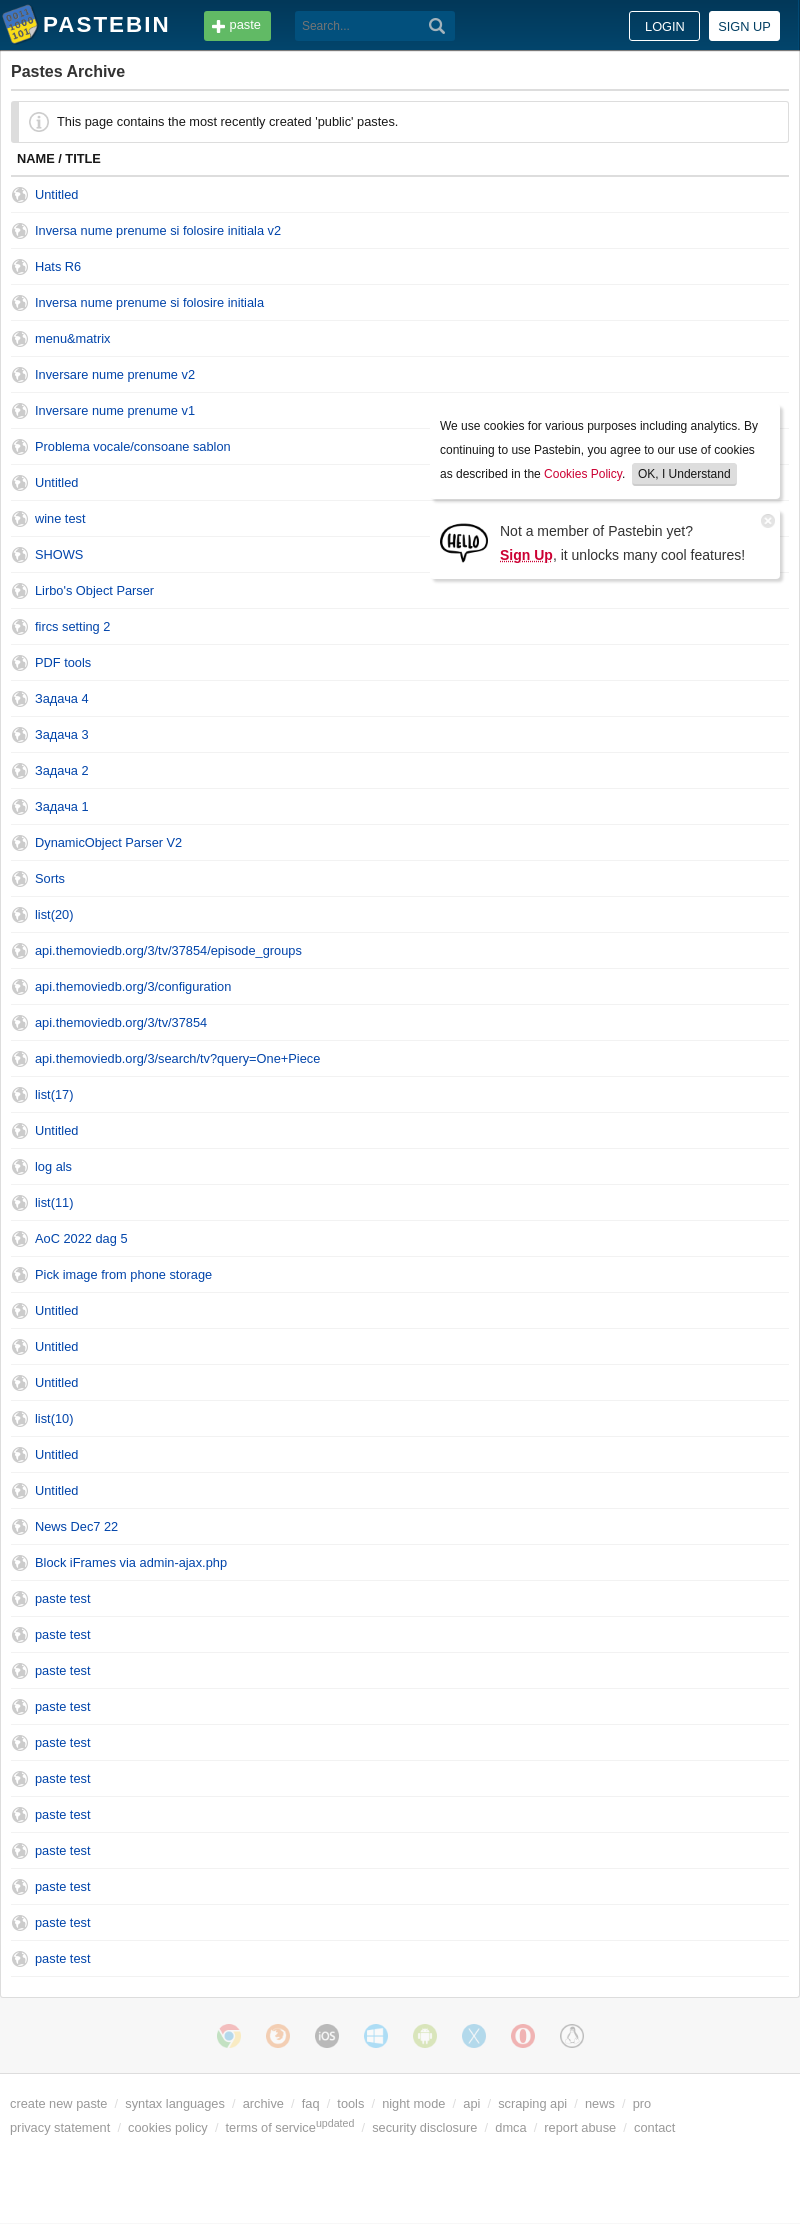 PASTEBIN paste Search... LOGIN SIGN UP
Pastes Archive
This page contains the most recently created 'public' pastes.
NAME / TITLE
Untitled
Inversa nume prenume si folosire initiala v2
Hats R6
Inversa nume prenume si folosire initiala
menu&matrix
Inversare nume prenume v2
Inversare nume prenume v1
Problema vocale/consoane sablon
Untitled
wine test
SHOWS
We use cookies for various purposes including analytics. By
continuing to use Pastebin, you agree to our use of cookies
as described in the Cookies Policy. OK, I Understand
HELLO
Not a member of Pastebin yet?
Sign Up, it unlocks many cool features!
Lirbo's Object Parser
fircs setting 2
PDF tools
Задача 4
Задача 3
Задача 2
Задача 1
DynamicObject Parser V2
Sorts
list(20)
api.themoviedb.org/3/tv/37854/episode_groups
api.themoviedb.org/3/configuration
api.themoviedb.org/3/tv/37854
api.themoviedb.org/3/search/tv?query=One+Piece
list(17)
Untitled
log als
list(11)
AoC 2022 dag 5
Pick image from phone storage
Untitled
Untitled
Untitled
list(10)
Untitled
Untitled
News Dec7 22
Block iFrames via admin-ajax.php
paste test
paste test
paste test
paste test
paste test
paste test
paste test
paste test
paste test
paste test
paste test
iOS
create new paste / syntax languages / archive / faq / tools / night mode / api / scraping api / news / pro
privacy statement / cookies policy / terms of service updated / security disclosure / dmca / report abuse / contact